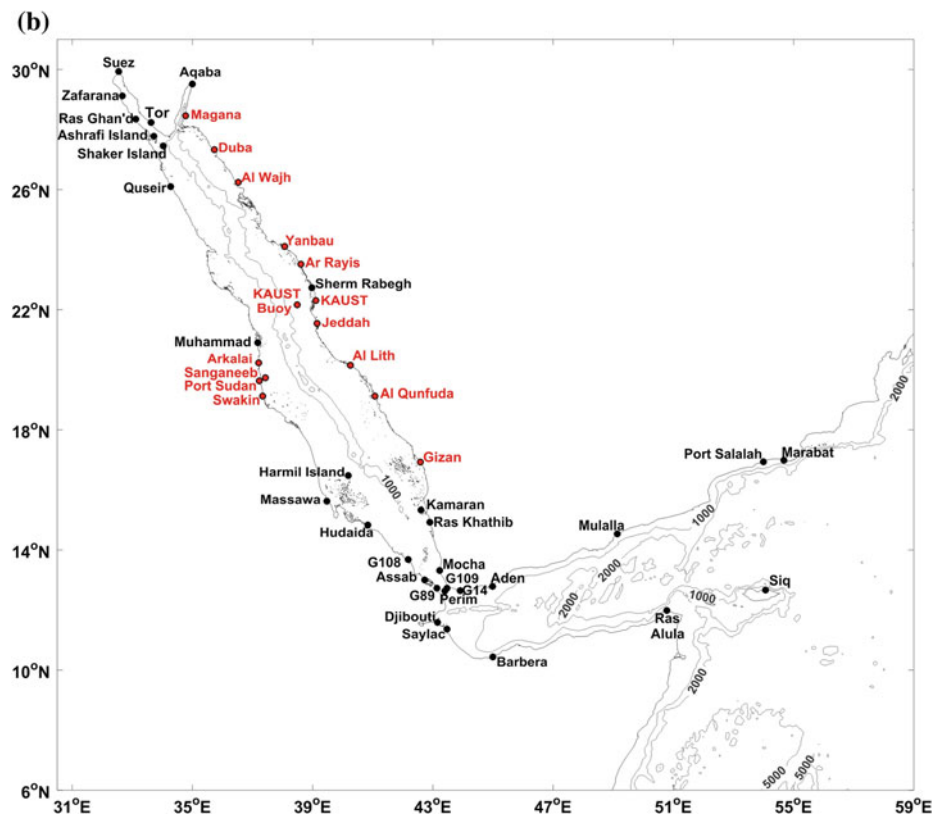 (b)
30°N
26°N
22°N
18°N
14°N
10°N
6°N
Suez
Aqaba
Zafarana
Tor
Magana
Ras Ghan'd
Ashrafi Island
Shaker Island
Duba
Al Wajh
Quseir
Yanbau
Ar Rayis
Sherm Rabegh
KAUST
Buoy
KAUST
Jeddah
Muhammad
Arkalai
Sanganeeb
Port Sudan
Swakin
Al Lith
Al Qunfuda
Gizan
2000
Port Salalah
Marabat
Harmil Island
1000
Massawa
Kamaran
Ras Khathib
Hudaida
1000
Mulalla
G108
Mocha
2000
Assab
G109
Aden
Siq
G89
G14
Perim
2000
1000
Djibouti
Saylac
Ras
Alula
Barbera
2000
5000
5000
31°E
35°E
39°E
43°E
47°E
51°E
55°E
59°E